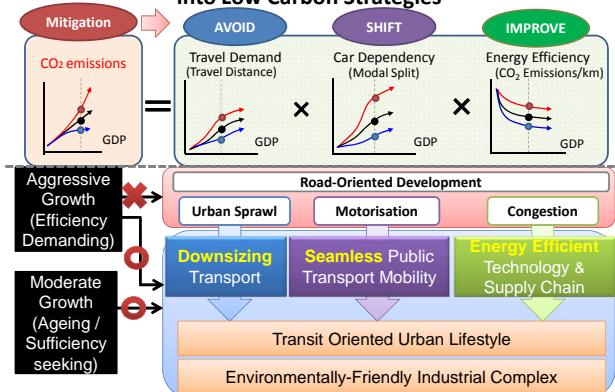 into Low Carbon Strategies
Mitigation
AVOID
SHIFT
IMPROVE
CO2 emissions
GDP
=
Travel Demand
(Travel Distance)
GDP
×
Car Dependency
(Modal Split)
GDP
×
Energy Efficiency
(CO2 Emissions/km)
GDP
Aggressive
Growth
(Efficiency
Demanding)
Road-Oriented Development
Urban Sprawl
Motorisation
Congestion
Downsizing
Transport
Seamless Public
Transport Mobility
Energy Efficient
Technology &
Supply Chain
Moderate
Growth
(Ageing /
Sufficiency
seeking)
Transit Oriented Urban Lifestyle
Environmentally-Friendly Industrial Complex